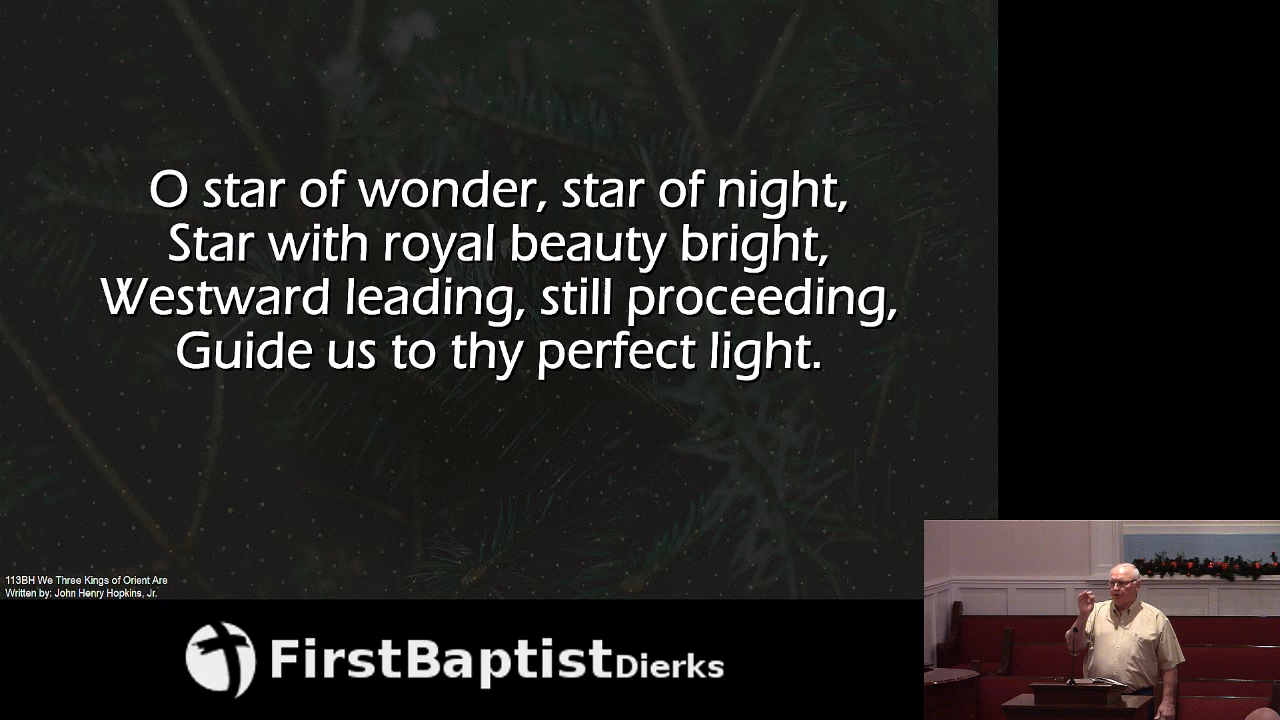 O star of wonder, star of night,
Star with royal beauty bright,
Westward leading, still proceeding,
Guide us to thy perfect light.
113BH We Three Kings of Orient Are
Written by: John Henry Hopkins, Jr.
FirstBaptistDierks